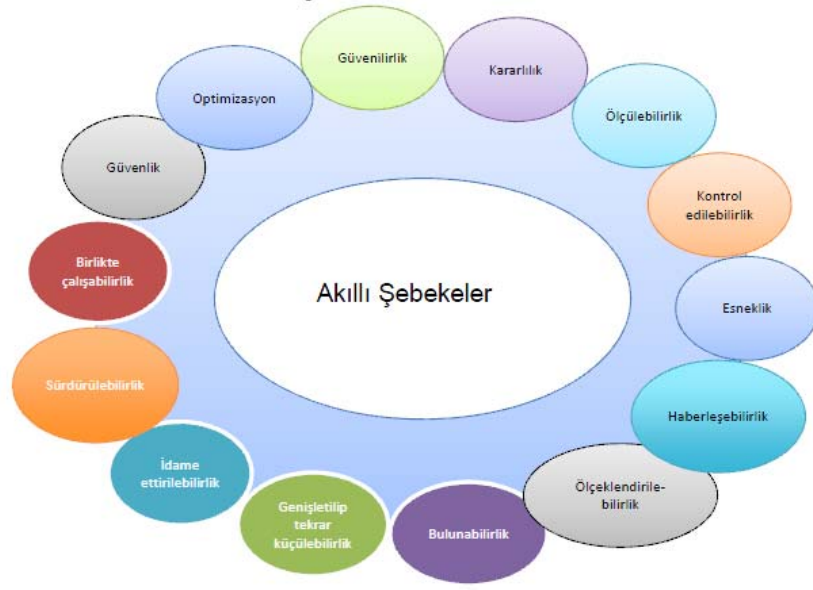 Güvenilirlik
Kararlılık
Ölçülebilirlik
Kontrol
edilebilirlik
Esneklik
Haberleşebilirlik
Ölçeklendirile-
bilirlik
Bulunabilirlik
Genişletilip
tekrar
küçülebilirlik
İdame
ettirilebilirlik
Sürdürülebilirlik
Birlikte
çalışabilirlik
Güvenlik
Optimizasyon
Akıllı Şebekeler